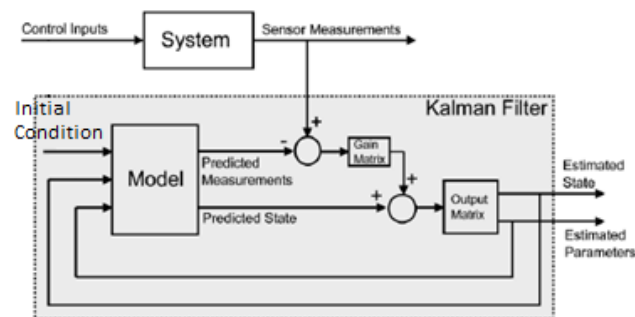 Control Inputs
System
Sensor Measurements
Initial
Condition
Kalman Filter
+
-
Gain
Matrix
Model
Predicted
Measurements
+
+
Predicted State
Output
Matrix
Estimated
State
Estimated
Parameters